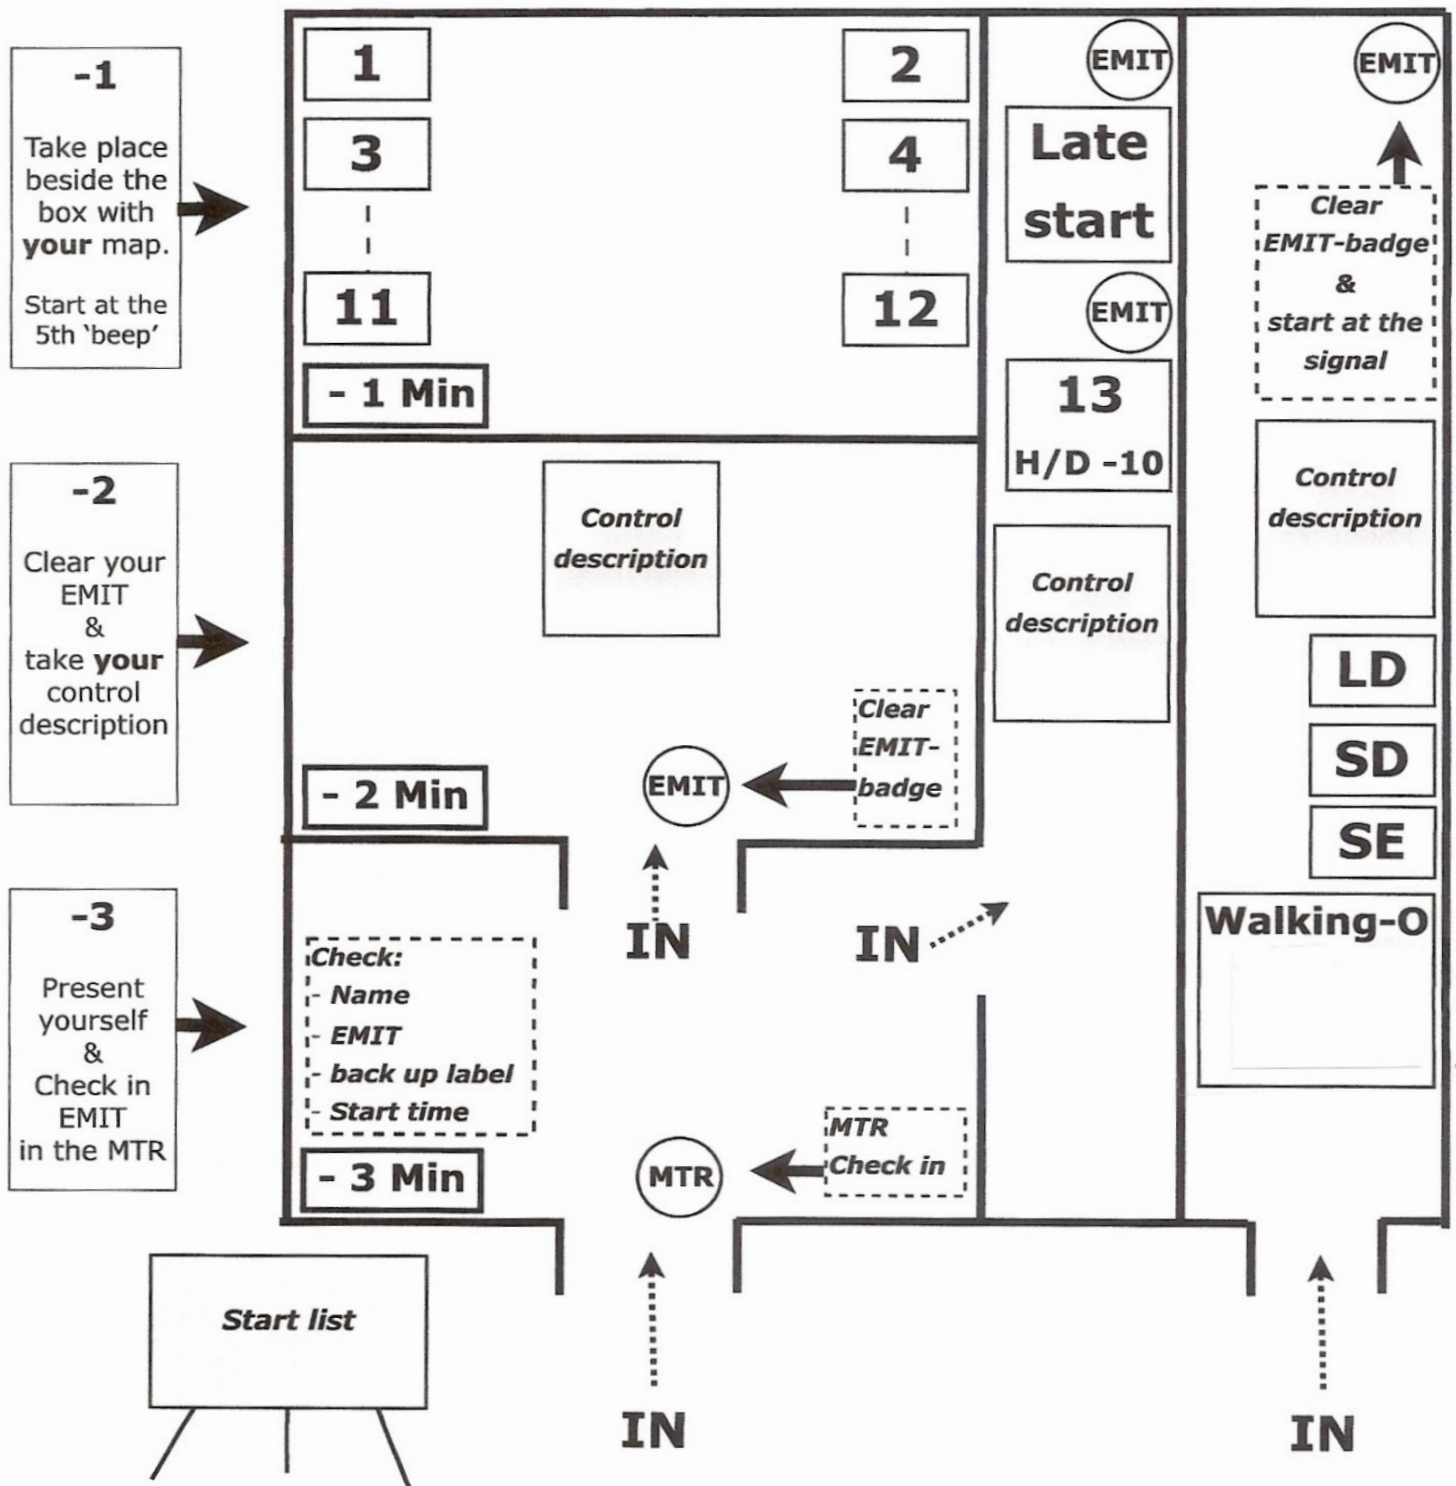 -1
Take place
beside the
box with
your map.
Start at the
5th ‘beep’
-2
Clear your
EMIT
&
take your
control
description
-3
Present
yourself
&
Check in
EMIT
in the MTR
1
2
3
4
11
12
- 1 Min
Control
description
Clear
EMIT-
badge
EMIT
- 2 Min
IN
IN
Check:
- Name
- EMIT
- back up label
- Start time
- 3 Min
MTR
MTR
Check in
IN
Start list
EMIT
Late
start
EMIT
13
H/D -10
Control
description
EMIT
Clear
EMIT-badge
&
start at the
signal
Control
description
LD
SD
SE
Walking-O
IN